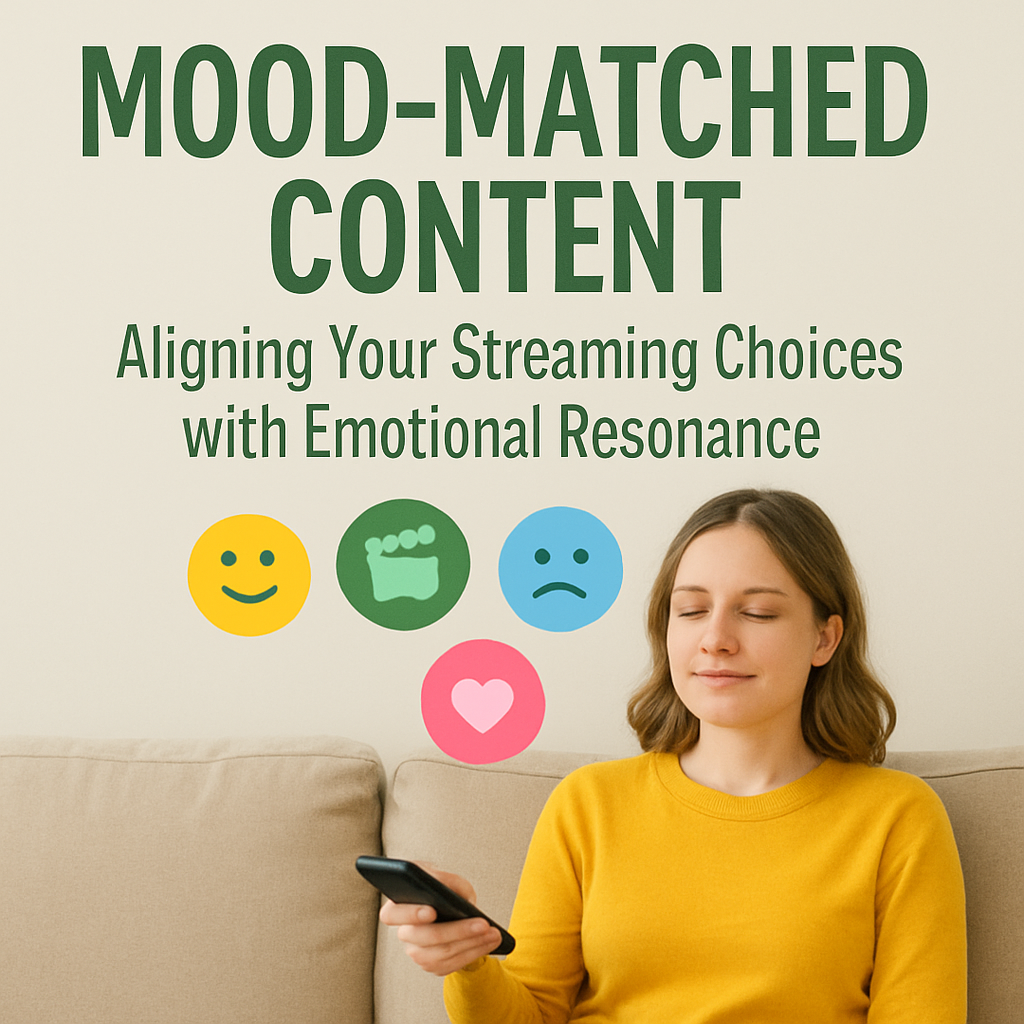 MOOD-MATCHED
CONTENT
Aligning Your Streaming Choices
with Emotional Resonance